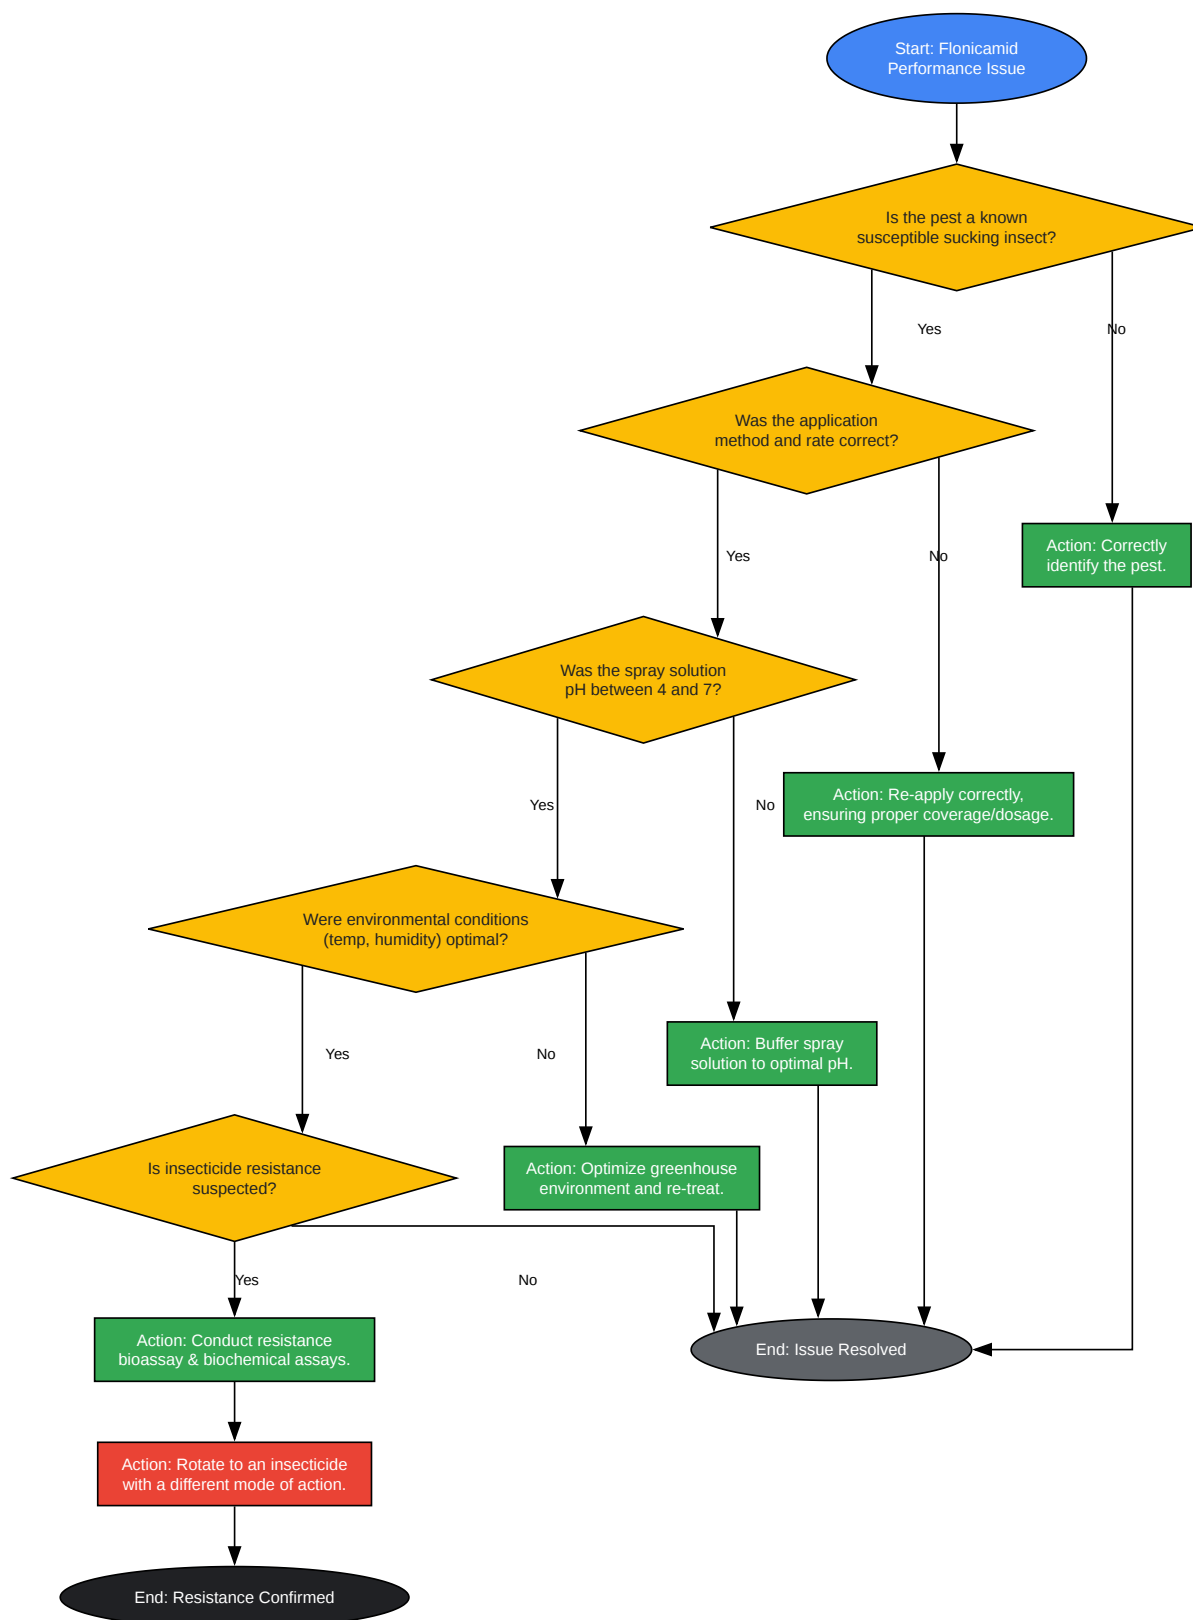 Start: Flonicamid
Performance Issue
Is the pest a known
susceptible sucking insect?
Yes
No
Was the application
method and rate correct?
Yes
No
Action: Correctly
identify the pest.
Was the spray solution
pH between 4 and 7?
Yes
No
Action: Re-apply correctly,
ensuring proper coverage/dosage.
Were environmental conditions
(temp, humidity) optimal?
Yes
No
Action: Buffer spray
solution to optimal pH.
Is insecticide resistance
suspected?
Action: Optimize greenhouse
environment and re-treat.
Yes
No
Action: Conduct resistance
bioassay & biochemical assays.
End: Issue Resolved
Action: Rotate to an insecticide
with a different mode of action.
End: Resistance Confirmed